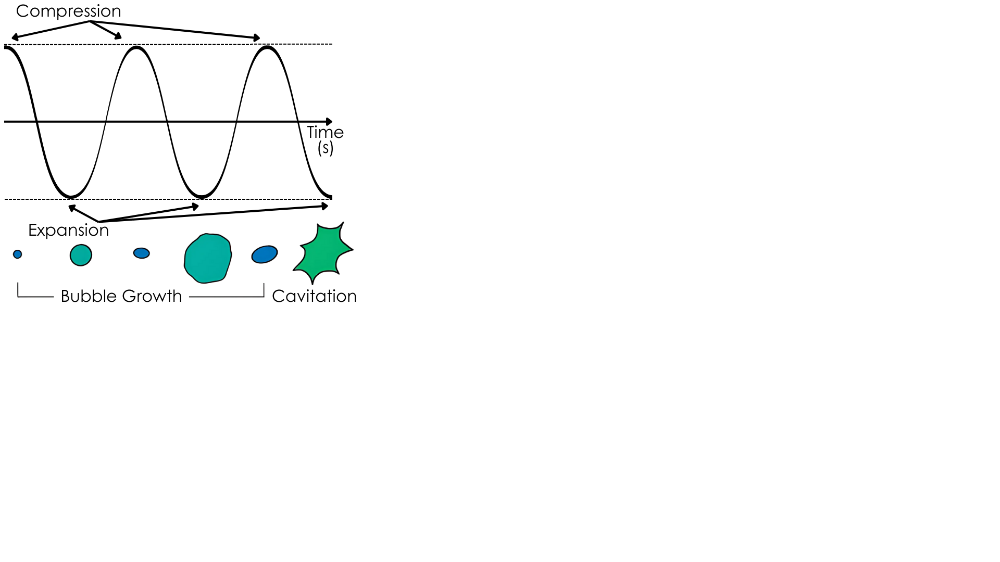 Compression
Time
(s)
Expansion
Bubble Growth
Cavitation